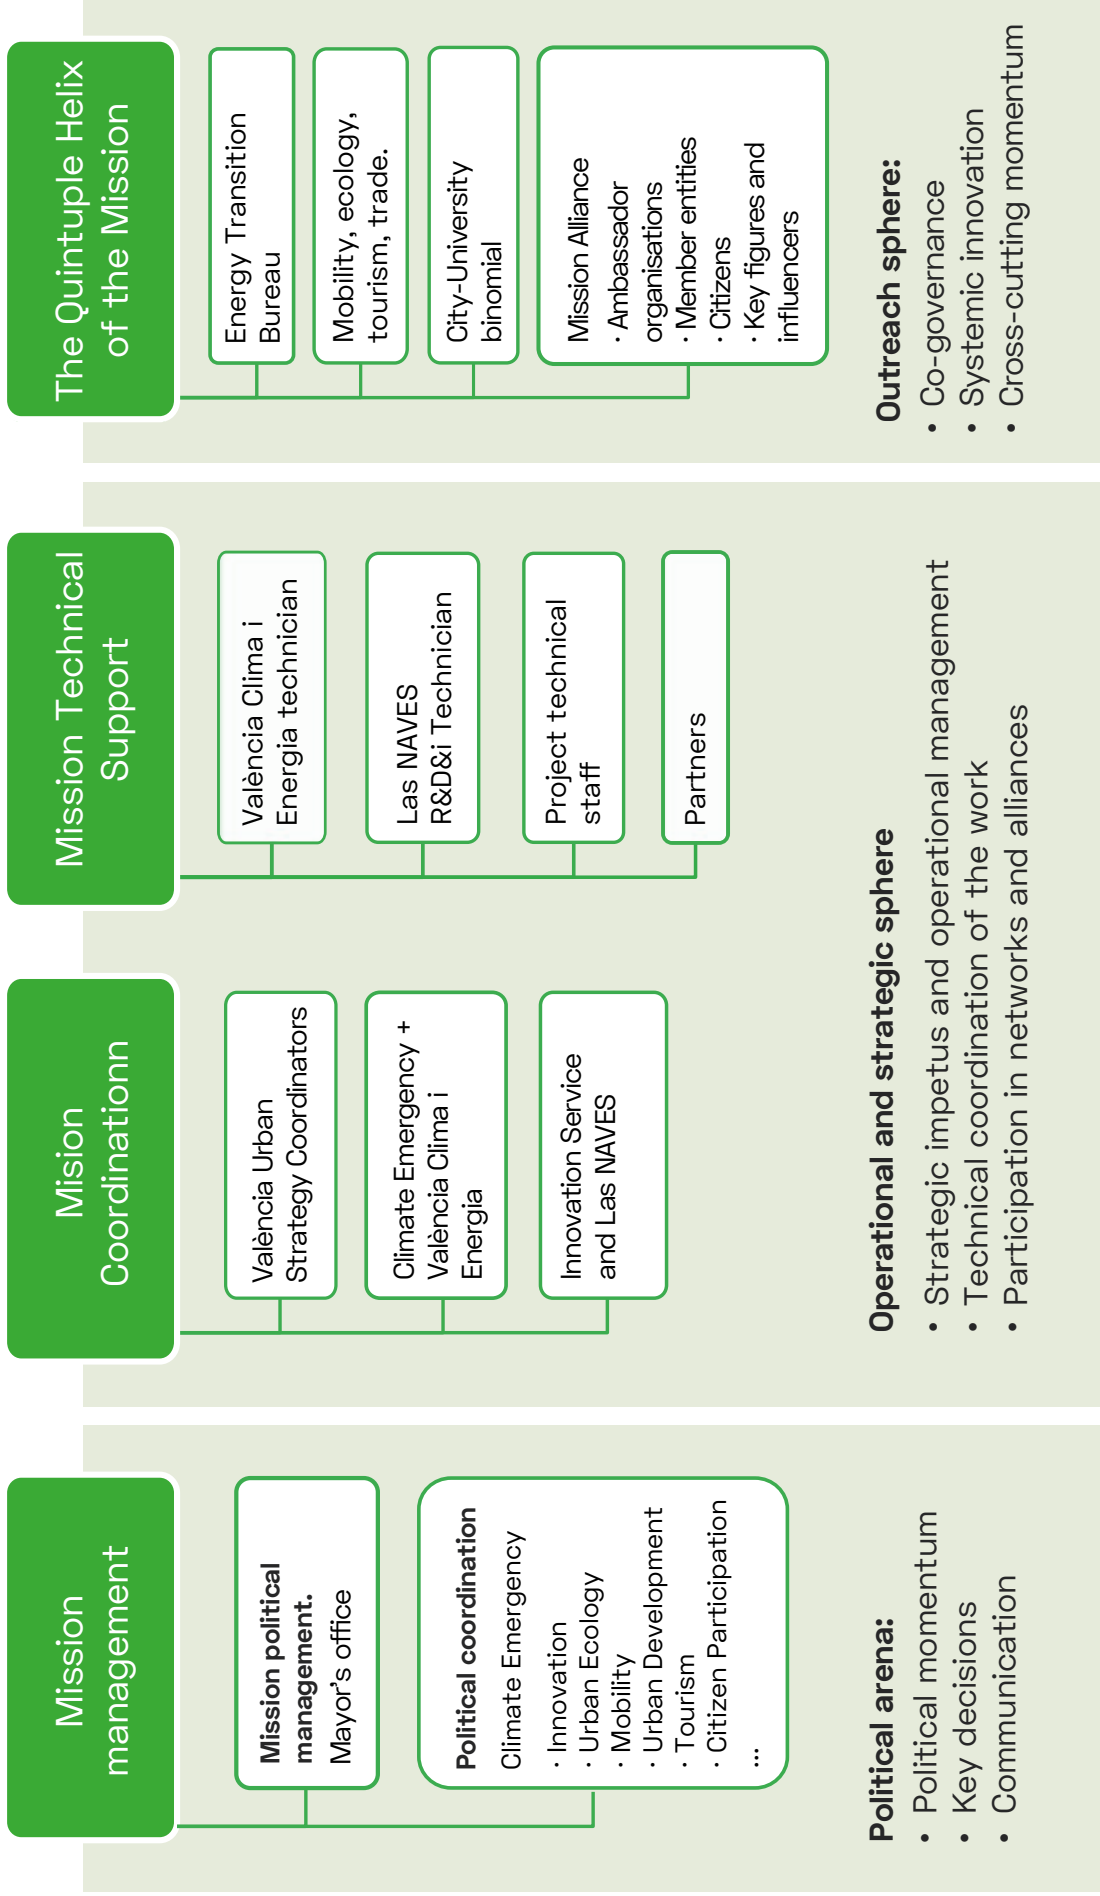 Mission
management
Mission political
management.
Mayor's office
Political coordination
Climate Emergency
· Innovation
· Urban Ecology
· Mobility
· Urban Development
· Tourism
· Citizen Participation
...
Political arena:
• Political momentum
• Key decisions
• Communication
Mision
Coordinationn
València Urban
Strategy Coordinators
Climate Emergency +
València Clima i
Energia
Innovation Service
and Las NAVES
Mission Technical
Support
València Clima i
Energia technician
Las NAVES
R&D&i Technician
Project technical
staff
Partners
Operational and strategic sphere
• Strategic impetus and operational management
• Technical coordination of the work
• Participation in networks and alliances
The Quintuple Helix
of the Mission
Energy Transition
Bureau
Mobility, ecology,
tourism, trade.
City-University
binomial
Mission Alliance
· Ambassador
organisations
· Member entities
· Citizens
· Key figures and
influencers
Outreach sphere:
• Co-governance
• Systemic innovation
• Cross-cutting momentum